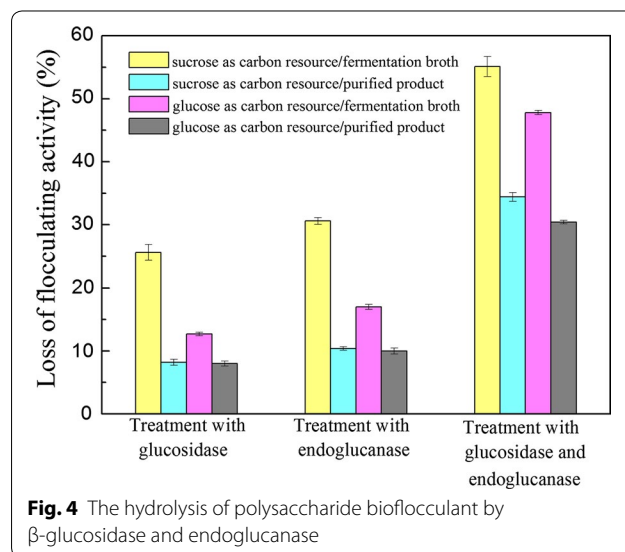 60
50
40
30
20
10
0
Loss of flocculating activity (%)
sucrose as carbon resource/fermentation broth
sucrose as carbon resource/purified product
glucose as carbon resource/fermentation broth
glucose as carbon resource/purified product
Treatment with
glucosidase
Treatment with
endoglucanase
Treatment with
glucosidase and
endoglucanase
Fig. 4 The hydrolysis of polysaccharide bioflocculant by
β-glucosidase and endoglucanase